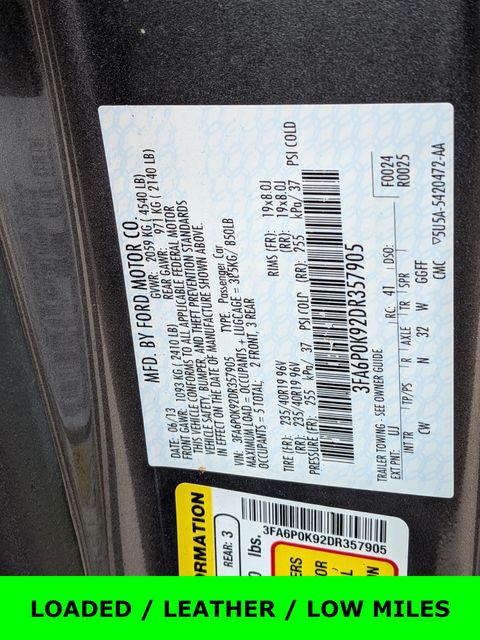 MFD. BY FORD MOTOR CO.
DATE: 06/13 GVWR: 2059 KG ( 4540 LB)
FRONT GAWR: 1093 KG ( 2410 LB) REAR GAWR: 971 KG ( 2140 LB)
THIS VEHICLE CONFORMS TO ALL APPLICABLE FEDERAL MOTOR
VEHICLE SAFETY, BUMPER, AND THEFT PREVENTION STANDARDS
IN EFFECT ON THE DATE OF MANUFACTURE SHOWN ABOVE.
VIN: 3FA6P0K92DR357905 Passenger Car
MAXIMUM LOAD = OCCUPANTS + LUGGAGE = 385KG / 850LB
OCCUPANTS = 5 TOTAL: 2 FRONT, 3 REAR
TIRE (FR): 235/40R19 96V RIMS (FR): 19x8.0J
(RR): 235/40R19 96V (RR): 19x8.0J
PRESSURE (FR): 255 kPa/ 37 PSI COLD (RR): 255 kPa/ 37 PSI COLD
3FA6P0K92DR357905
F0024
R0025
TRAILER TOWING - SEE OWNER GUIDE
EXT PNT: UJ RC: 41 DSO:
INT TR TP/PS R AXLE TR SPR
CW N 32 W GGFF
CMC 5U5A-5420472-AA
ORMATION
REAR: 3
0 lbs.
3FA6P0K92DR357905
LOADED / LEATHER / LOW MILES